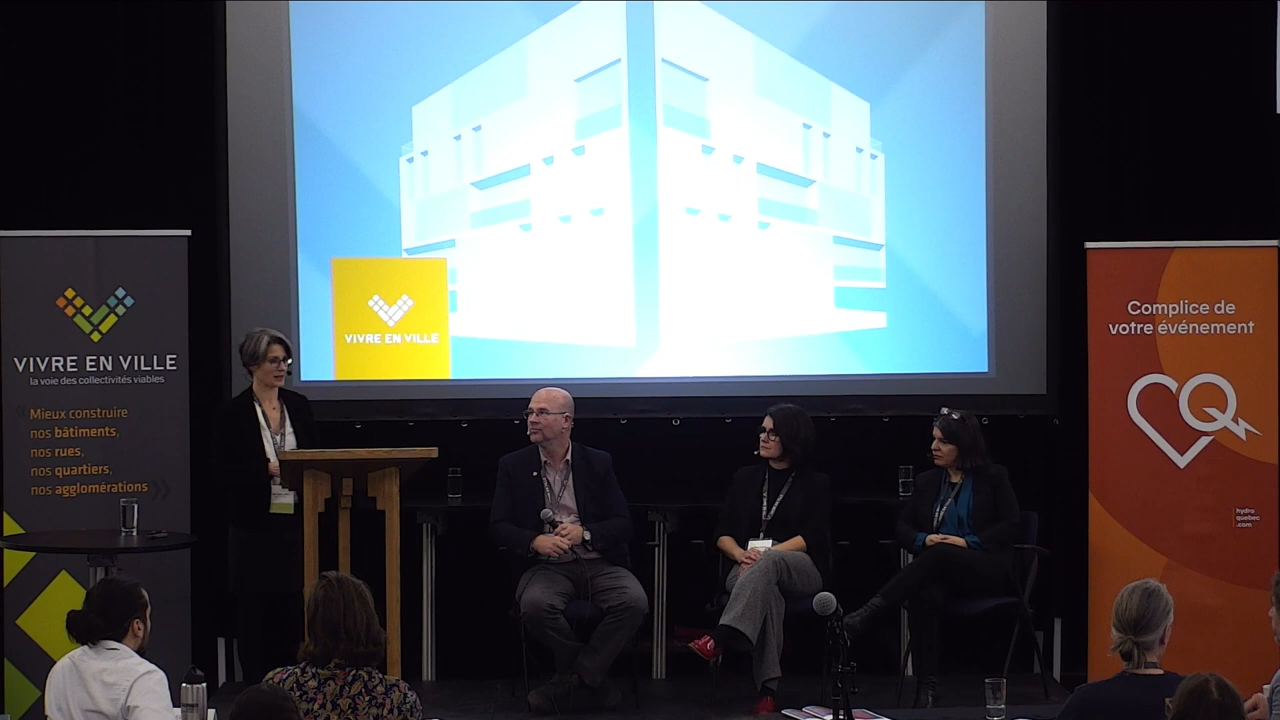 VIVRE EN VILLE
la voie des collectivités viables
« Mieux construire
nos bâtiments,
nos rues,
nos quartiers,
nos agglomérations »
VIVRE EN VILLE
Complice de
votre événement
Q
hydro
quebec
.com